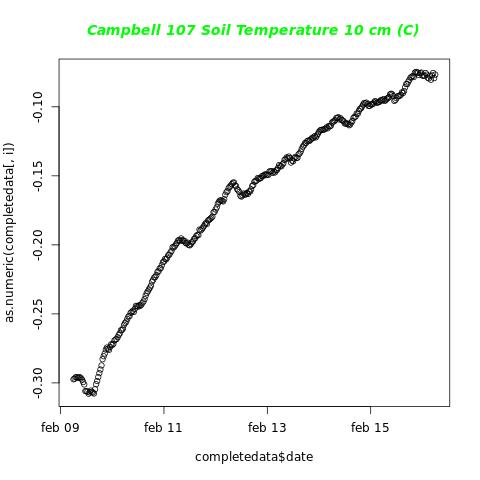 Campbell 107 Soil Temperature 10 cm (C)
as.numeric(completedata[, i])
-0.10
-0.15
-0.20
-0.25
-0.30
feb 09
feb 11
feb 13
feb 15
completedata$date